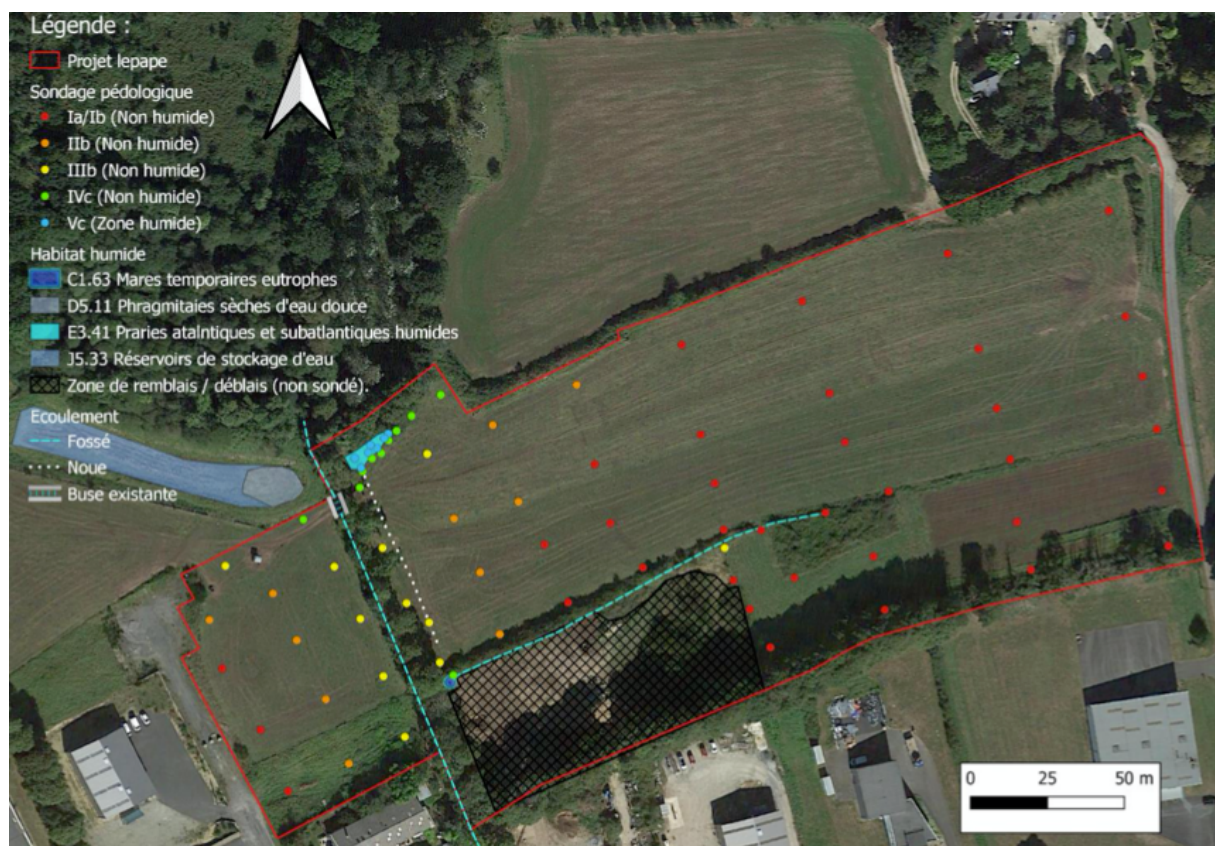 Légende :
Projet lepape
Sondage pédologique
Ia/Ib (Non humide)
IIb (Non humide)
IIIb (Non humide)
IVc (Non humide)
Vc (Zone humide)
Habitat humide
C1.63 Mares temporaires eutrophes
D5.11 Phragmitaies sèches d'eau douce
E3.41 Praries atalntiques et subatlantiques humides
J5.33 Réservoirs de stockage d'eau
Zone de remblais / déblais (non sondé).
Ecoulement
Fossé
Noue
Buse existante
0 25 50 m